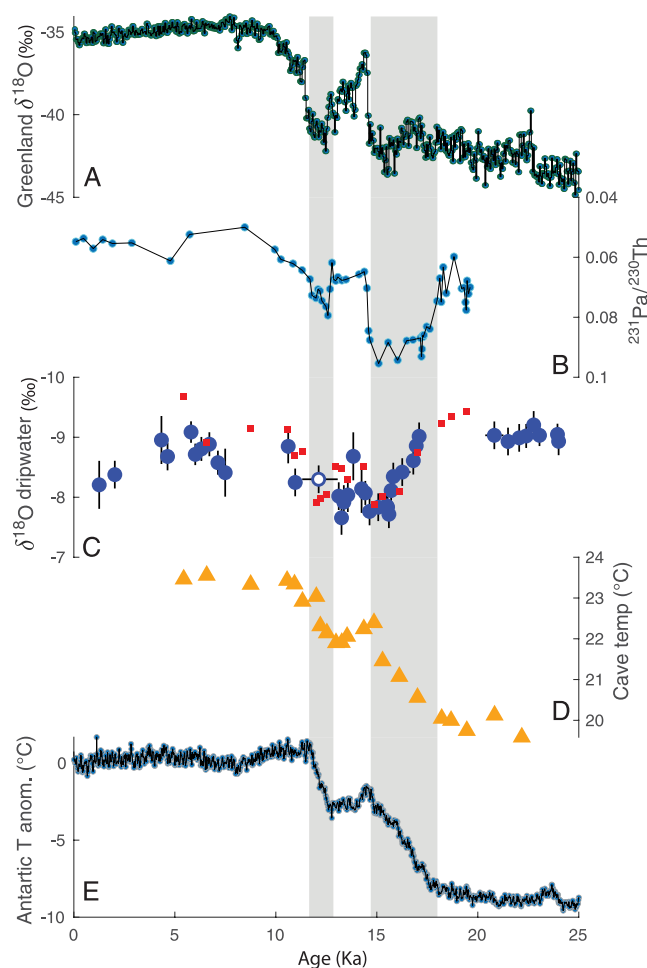 -35
-40
-45
Greenland δ¹⁸O (‰)
A
0.04
0.06
0.08
0.1
²³¹Pa/²³⁰Th
B
-10
-9
-8
-7
δ¹⁸O dripwater (‰)
C
24
23
22
21
20
Cave temp (°C)
D
0
-5
-10
Antartic T anom. (°C)
E
0 5 10 15 20 25
Age (Ka)